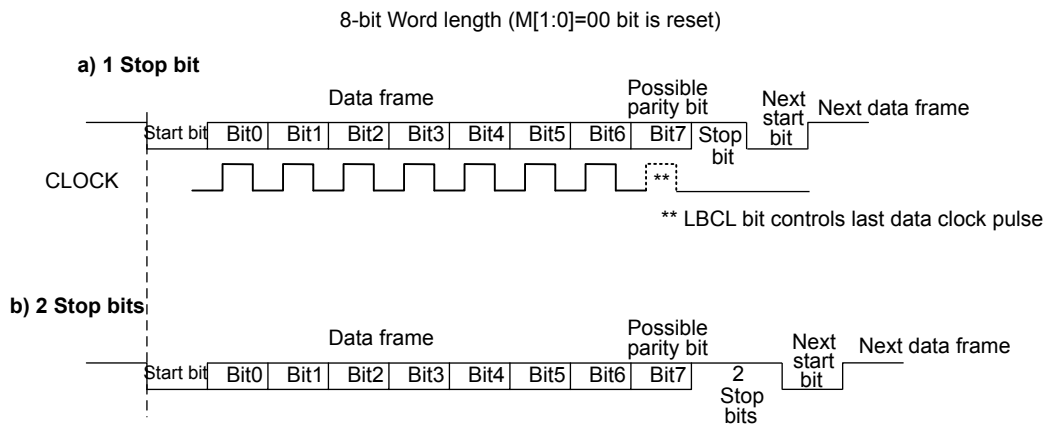 8-bit Word length (M[1:0]=00 bit is reset)
a) 1 Stop bit
Data frame
Possible
parity bit
Next
start
bit
Next data frame
Start bit Bit0 Bit1 Bit2 Bit3 Bit4 Bit5 Bit6 Bit7 Stop
bit
CLOCK
**
** LBCL bit controls last data clock pulse
b) 2 Stop bits
Data frame
Possible
parity bit
Next
start
bit
Next data frame
Start bit Bit0 Bit1 Bit2 Bit3 Bit4 Bit5 Bit6 Bit7 2
Stop
bits